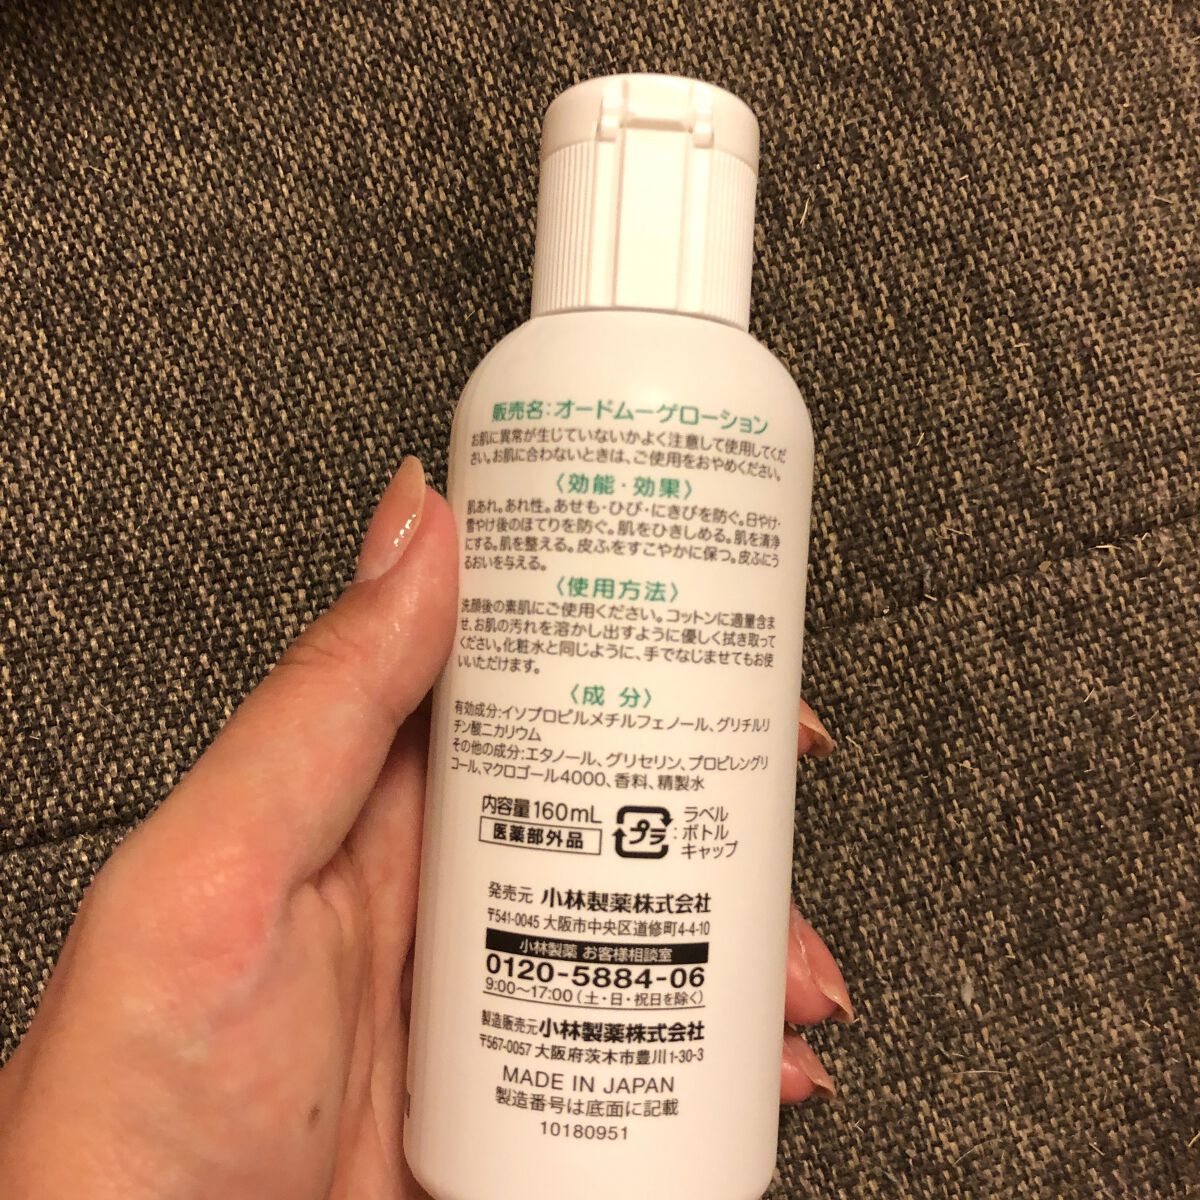 販売名:オードムーゲローション
お肌に異常が生じていないかよく注意して使用してくだ
さい。お肌に合わないときは、ご使用をおやめください。
〈効能・効果〉
肌あれ。あれ性。あせも・ひび・にきびを防ぐ。日やけ・
雪やけ後のほてりを防ぐ。肌をひきしめる。肌を清浄
にする。肌を整える。皮ふをすこやかに保つ。皮ふにう
るおいを与える。
〈使用方法〉
洗顔後の素肌にご使用ください。コットンに適量含ま
せ、お肌の汚れを溶かし出すように優しく拭き取って
ください。化粧水と同じように、手でなじませてもお使
いいただけます。
〈成 分〉
有効成分:イソプロピルメチルフェノール、グリチルリ
チン酸二カリウム
その他の成分:エタノール、グリセリン、プロピレングリ
コール、マクロゴール4000、香料、精製水
内容量160mL
医薬部外品
プラ
: ラベル
ボトル
キャップ
発売元 小林製薬株式会社
〒541-0045 大阪市中央区道修町4-4-10
小林製薬 お客様相談室
0120-5884-06
9:00〜17:00(土・日・祝日を除く)
製造販売元小林製薬株式会社
〒567-0057 大阪府茨木市豊川1-30-3
MADE IN JAPAN
製造番号は底面に記載
10180951